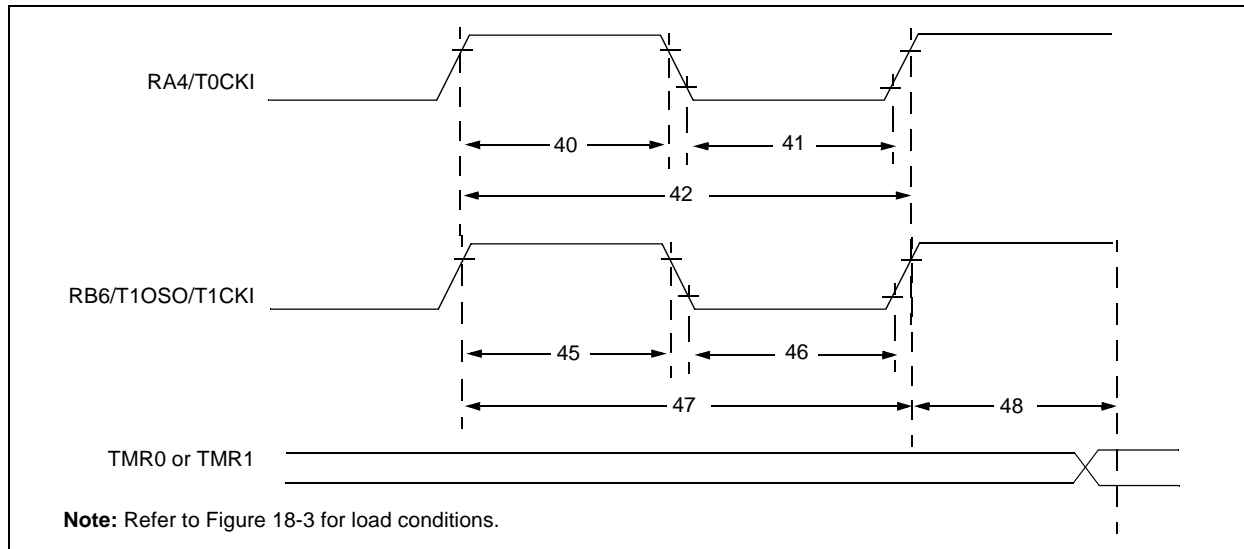 RA4/T0CKI
40
41
42
RB6/T1OSO/T1CKI
45
46
47
48
TMR0 or TMR1
Note: Refer to Figure 18-3 for load conditions.